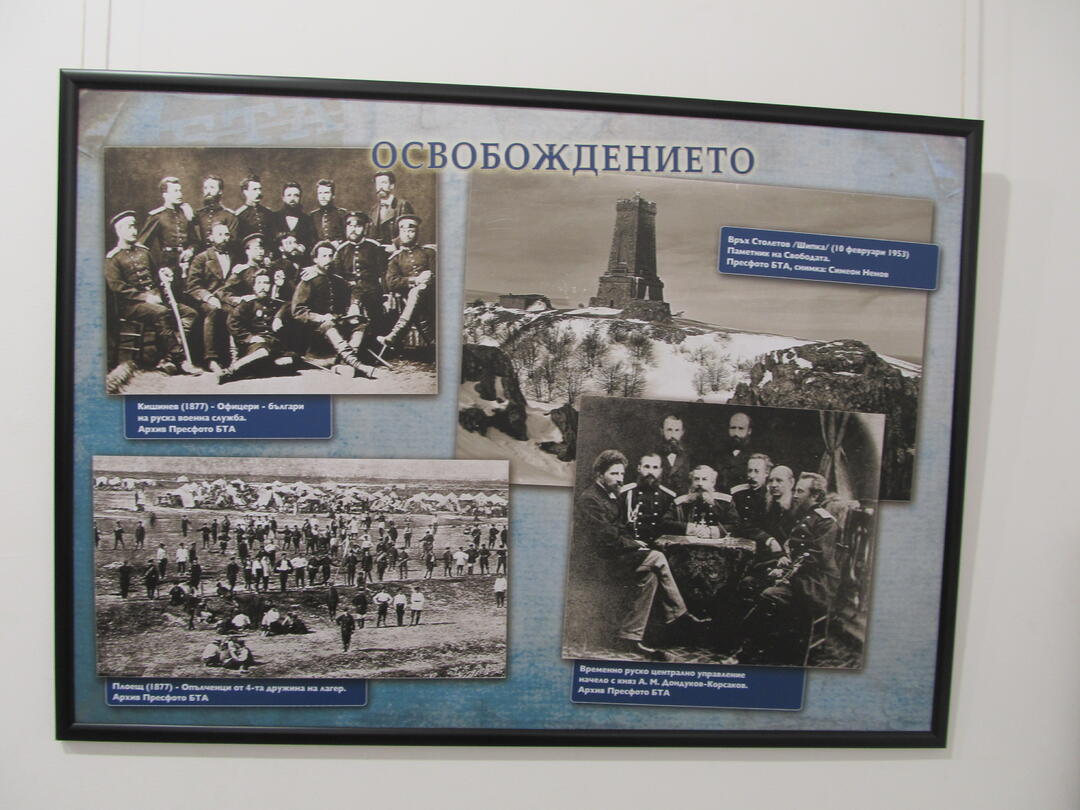 БТА
ОСВОБОЖДЕНИЕТО
Връх Столетов /Шипка/ (10 февруари 1953)
Паметник на Свободата.
Пресфото БТА, снимка: Симеон Ненов
Кишинев (1877) - Офицери - българи
на руска военна служба.
Архив Пресфото БТА
Плоещ (1877) - Опълченци от 4-та дружина на лагер.
Архив Пресфото БТА
Временно руско централно управление
начело с княз А. М. Дондуков-Корсаков.
Архив Пресфото БТА